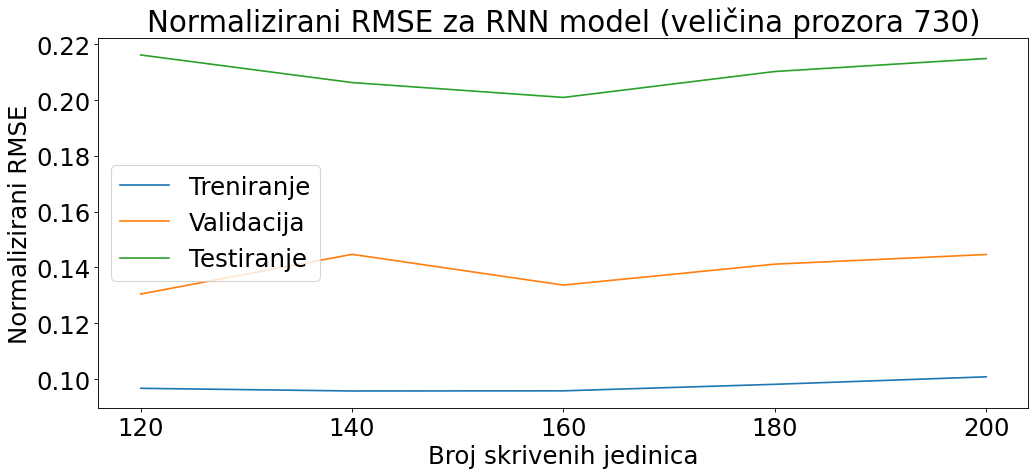 Normalizirani RMSE za RNN model (veličina prozora 730)
Normalizirani RMSE
0.22
0.20
0.18
0.16
0.14
0.12
0.10
Treniranje
Validacija
Testiranje
120 140 160 180 200
Broj skrivenih jedinica